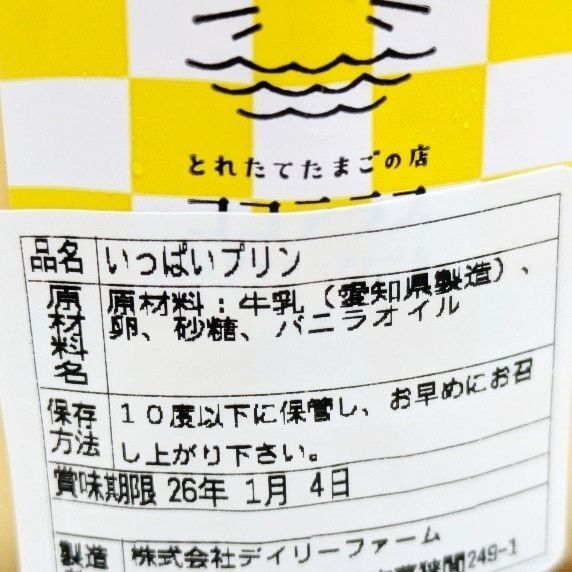 とれたてたまごの店
品名 いっぱいプリン
原材料名 原材料：牛乳（愛知県製造）、
卵、砂糖、バニラオイル
保存方法 １０度以下に保管し、お早めにお召
し上がり下さい。
賞味期限 26年 1月 4日
製造 株式会社デイリーファーム
249-1